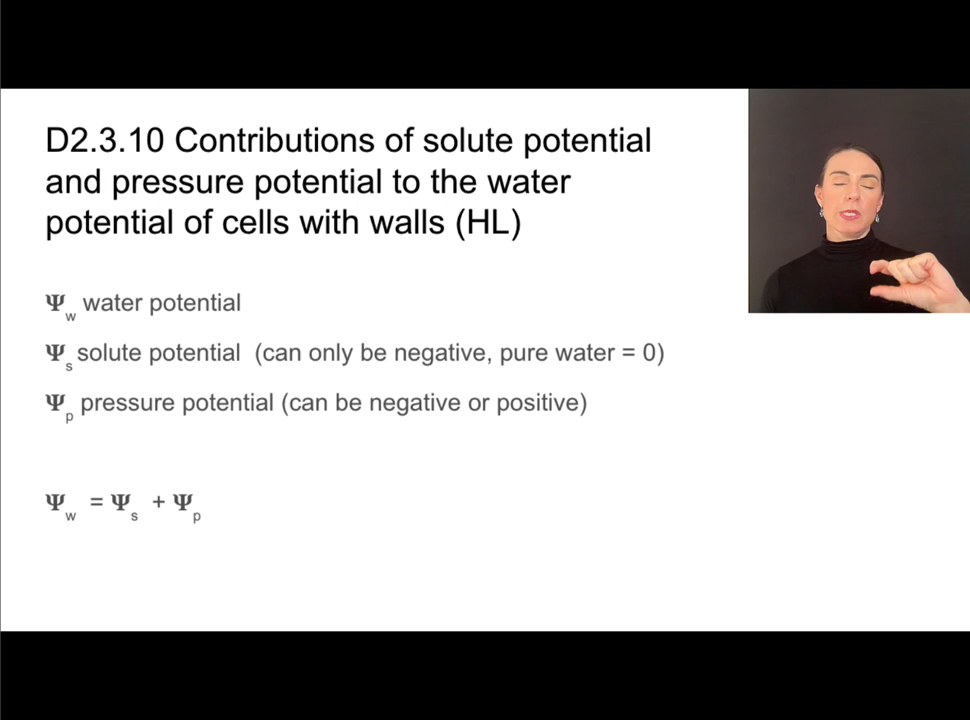 D2.3.10 Contributions of solute potential
and pressure potential to the water
potential of cells with walls (HL)
Ψw water potential
Ψs solute potential (can only be negative, pure water = 0)
Ψp pressure potential (can be negative or positive)
Ψw = Ψs + Ψp